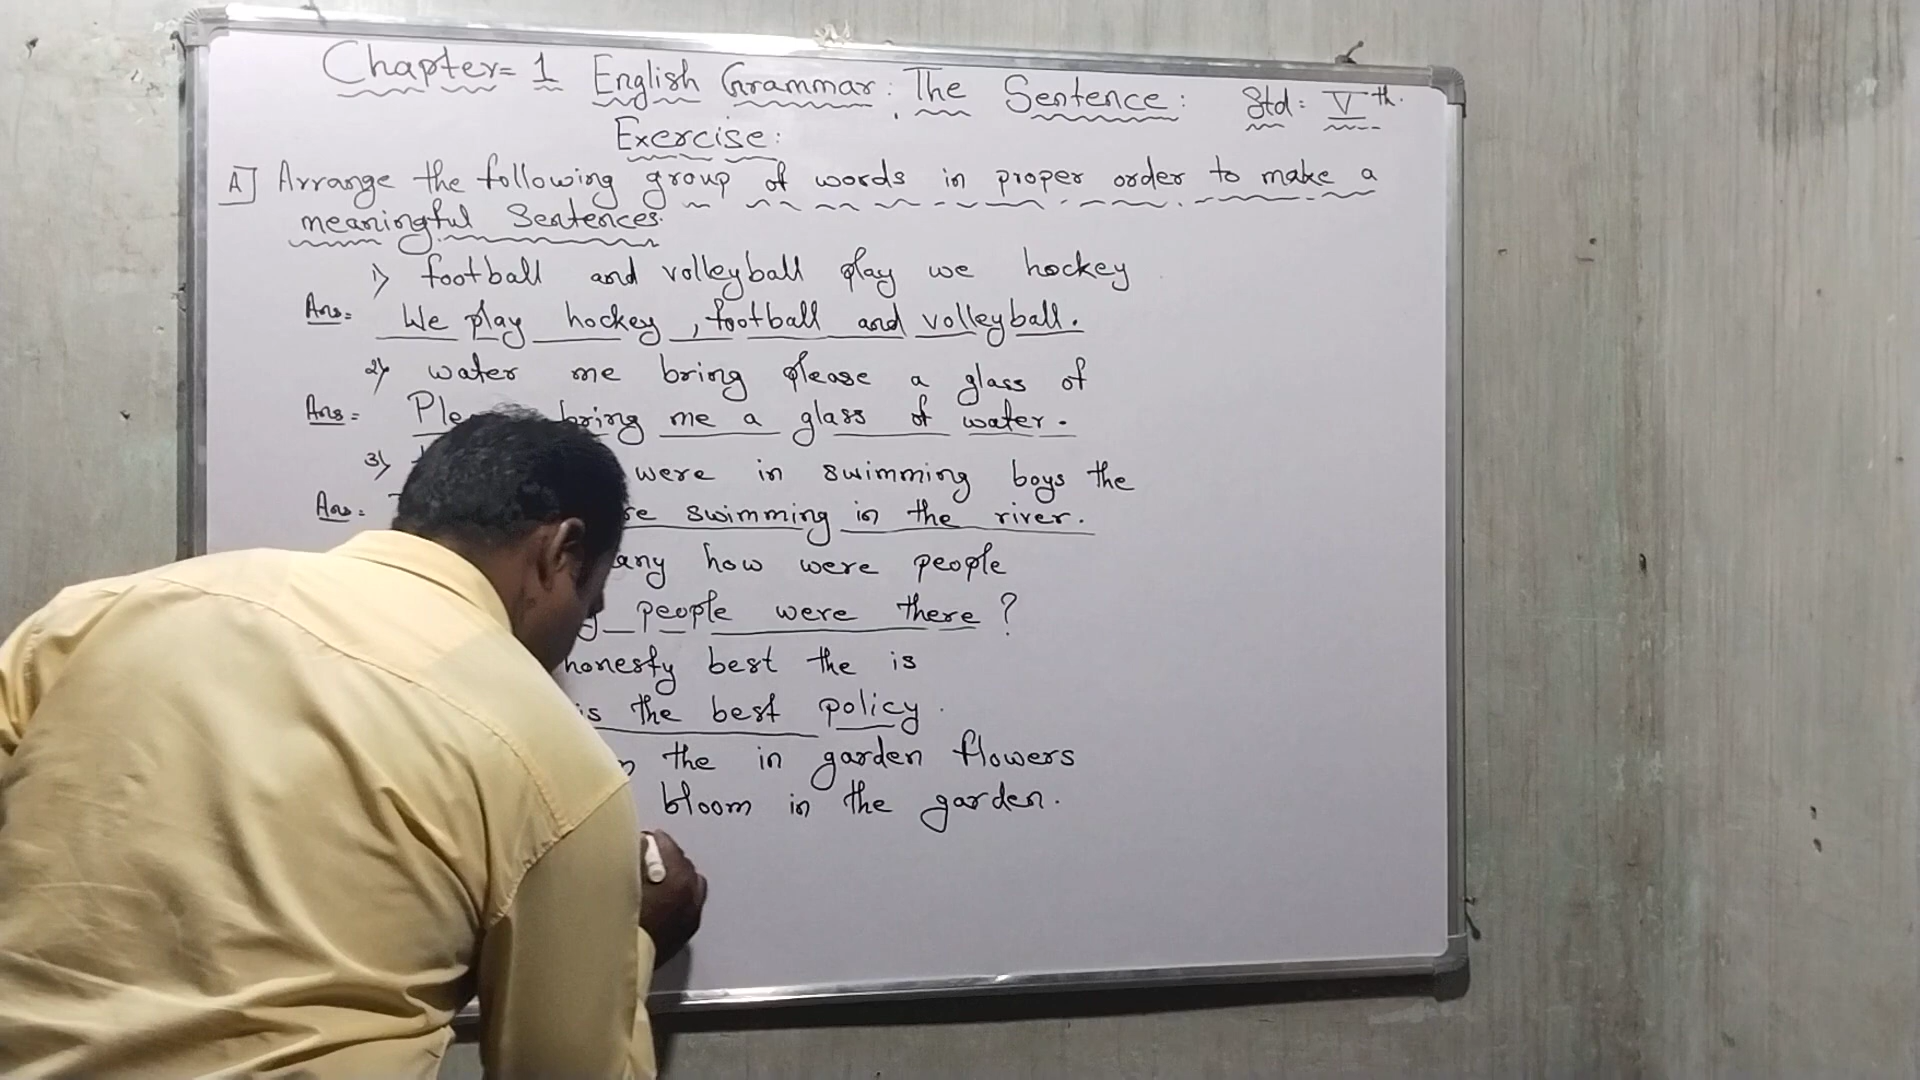 Chapter= 1 English Grammar: The Sentence: Std: Vth.
Exercise:
A] Arrange the following group of words in proper order to make a
meaningful Sentences.
1) football and volleyball play we hockey
Ans= We play hockey, football and volleyball.
2) water me bring please a glass of
Ans= bring me a glass of water.
3) were in swimming boys the
Ans= swimming in the river.
any how were people
people were there?
honesty best the is
is the best policy.
the in garden flowers
bloom in the garden.